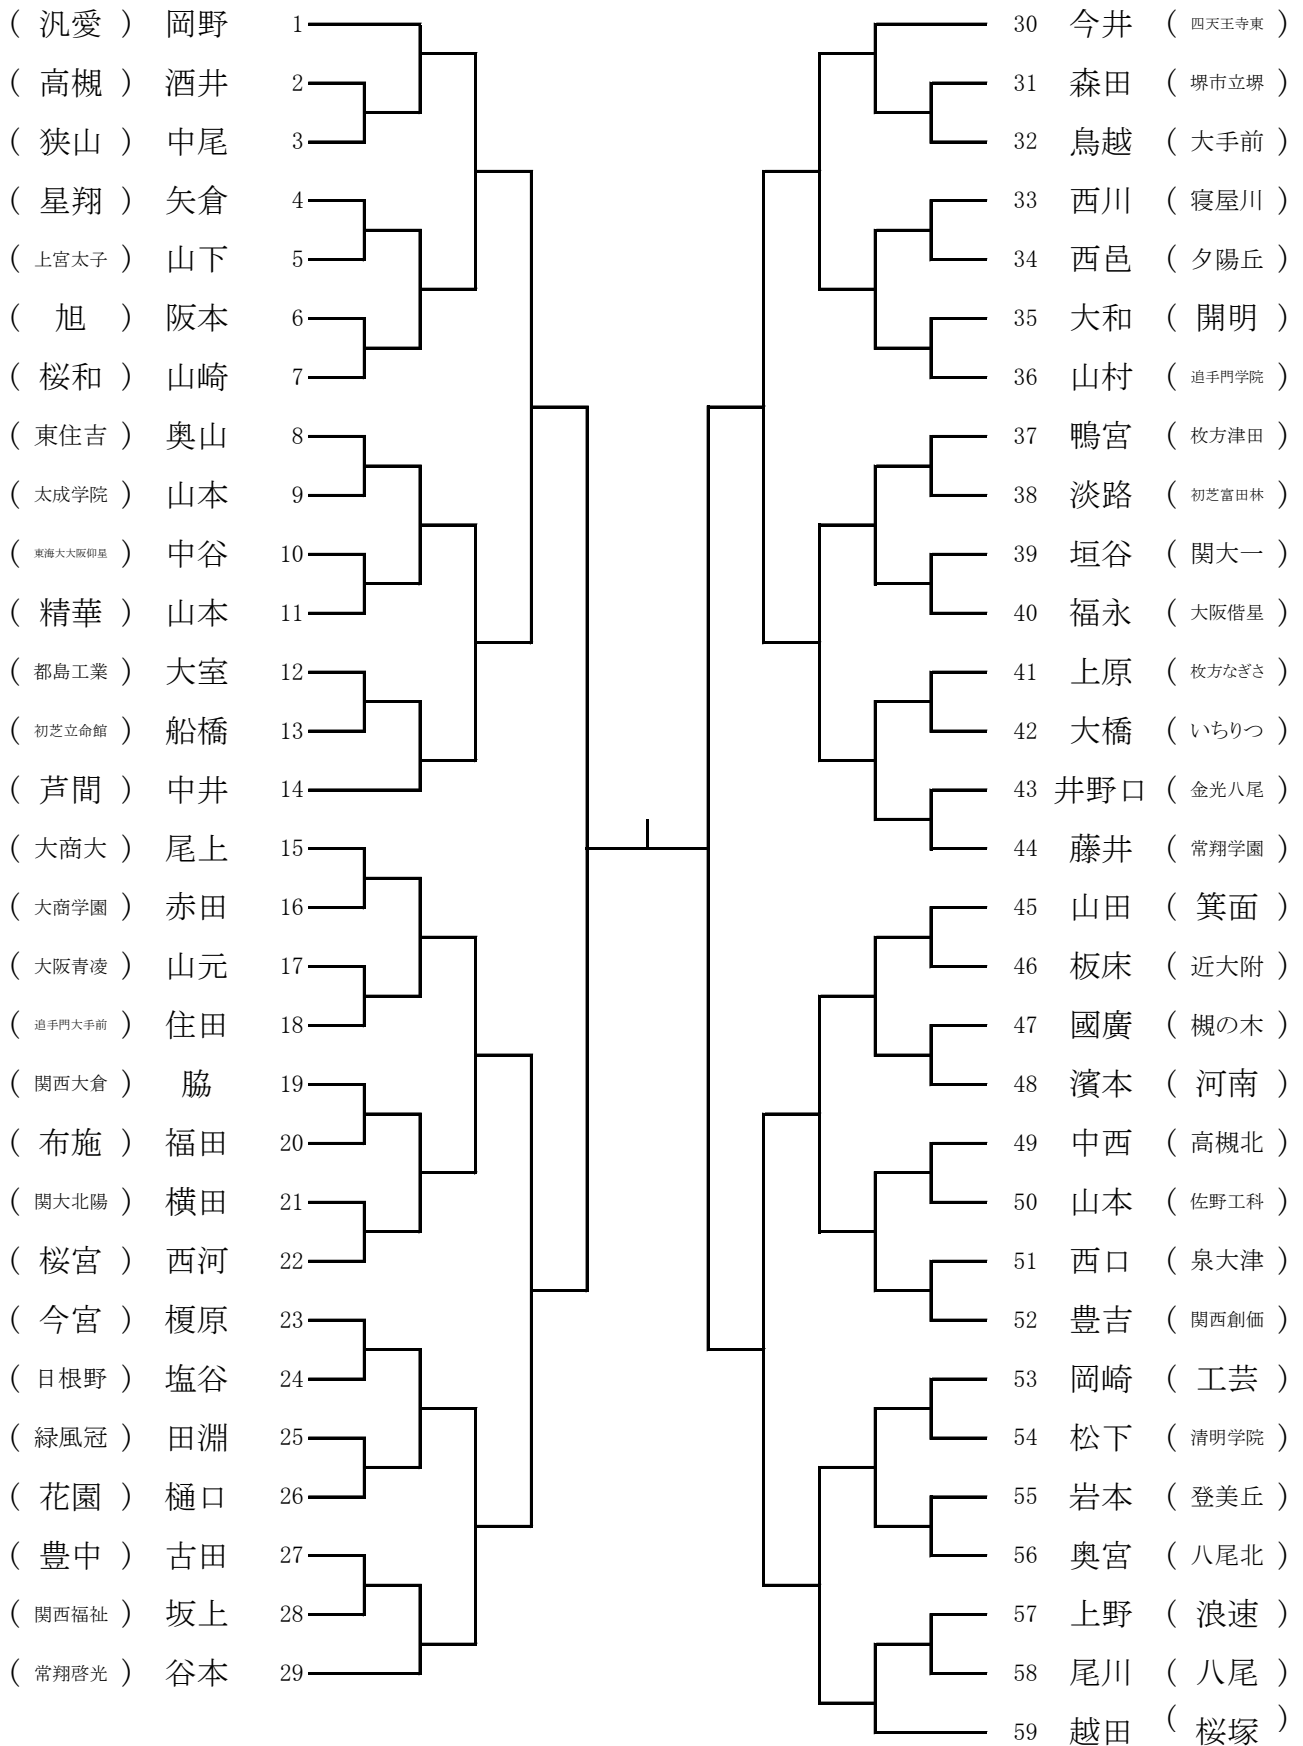 ( 汎愛 ) 岡野 1
( 高槻 ) 酒井 2
( 狭山 ) 中尾 3
( 星翔 ) 矢倉 4
( 上宮太子 ) 山下 5
( 旭 ) 阪本 6
( 桜和 ) 山崎 7
( 東住吉 ) 奥山 8
( 太成学院 ) 山本 9
( 東海大大阪仰星 ) 中谷 10
( 精華 ) 山本 11
( 都島工業 ) 大室 12
( 初芝立命館 ) 船橋 13
( 芦間 ) 中井 14
( 大商大 ) 尾上 15
( 大商学園 ) 赤田 16
( 大阪青凌 ) 山元 17
( 追手門大手前 ) 住田 18
( 関西大倉 ) 脇 19
( 布施 ) 福田 20
( 関大北陽 ) 横田 21
( 桜宮 ) 西河 22
( 今宮 ) 榎原 23
( 日根野 ) 塩谷 24
( 緑風冠 ) 田淵 25
( 花園 ) 樋口 26
( 豊中 ) 古田 27
( 関西福祉 ) 坂上 28
( 常翔啓光 ) 谷本 29
30 今井 ( 四天王寺東 )
31 森田 ( 堺市立堺 )
32 鳥越 ( 大手前 )
33 西川 ( 寝屋川 )
34 西邑 ( 夕陽丘 )
35 大和 ( 開明 )
36 山村 ( 追手門学院 )
37 鴨宮 ( 枚方津田 )
38 淡路 ( 初芝富田林 )
39 垣谷 ( 関大一 )
40 福永 ( 大阪偕星 )
41 上原 ( 枚方なぎさ )
42 大橋 ( いちりつ )
43 井野口 ( 金光八尾 )
44 藤井 ( 常翔学園 )
45 山田 ( 箕面 )
46 板床 ( 近大附 )
47 國廣 ( 槻の木 )
48 濱本 ( 河南 )
49 中西 ( 高槻北 )
50 山本 ( 佐野工科 )
51 西口 ( 泉大津 )
52 豊吉 ( 関西創価 )
53 岡崎 ( 工芸 )
54 松下 ( 清明学院 )
55 岩本 ( 登美丘 )
56 奥宮 ( 八尾北 )
57 上野 ( 浪速 )
58 尾川 ( 八尾 )
59 越田 ( 桜塚 )